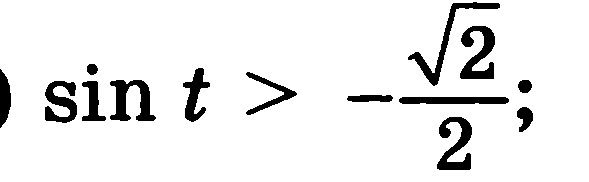 ) sin t > -√2/2;